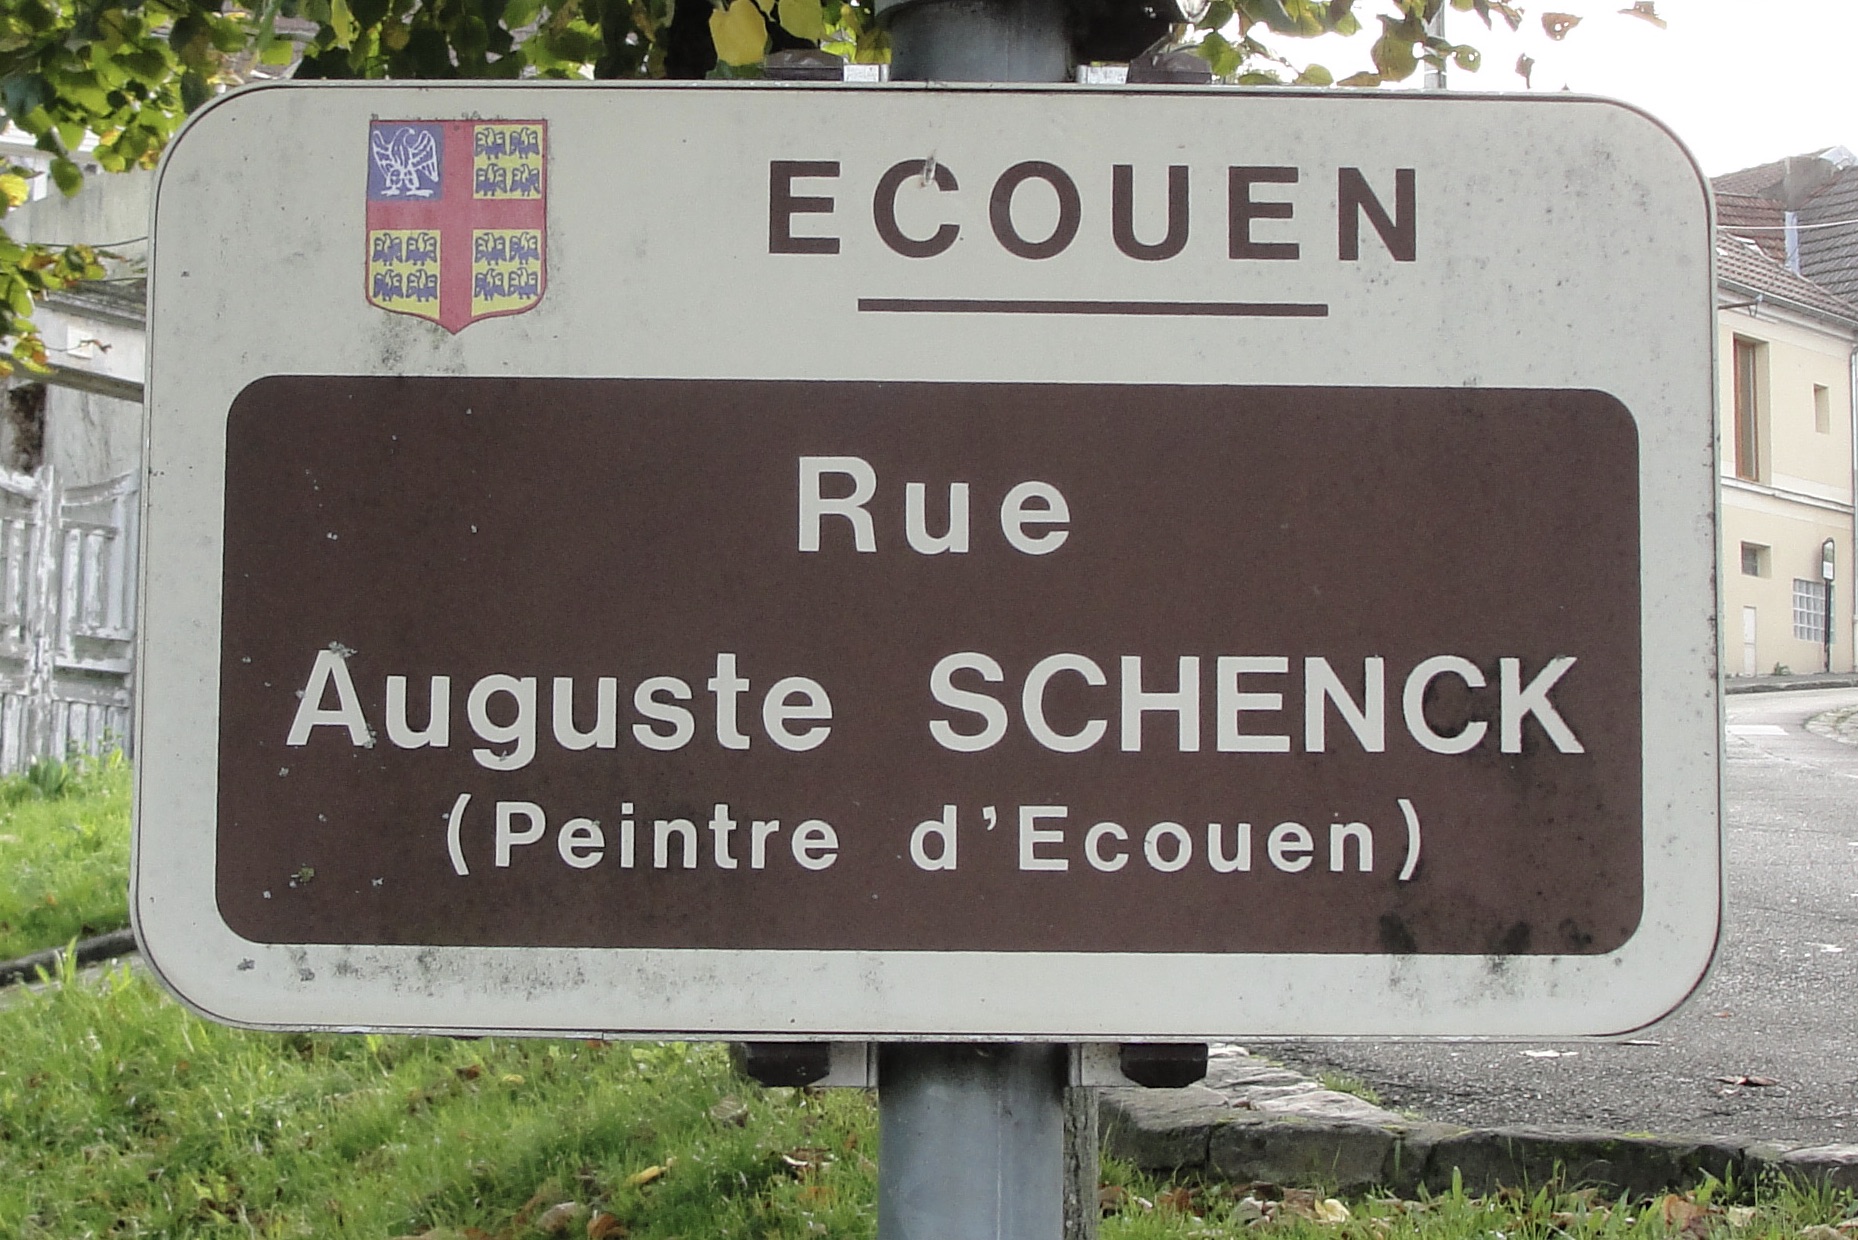 ECOUEN
Rue
Auguste SCHENCK
(Peintre d'Ecouen)